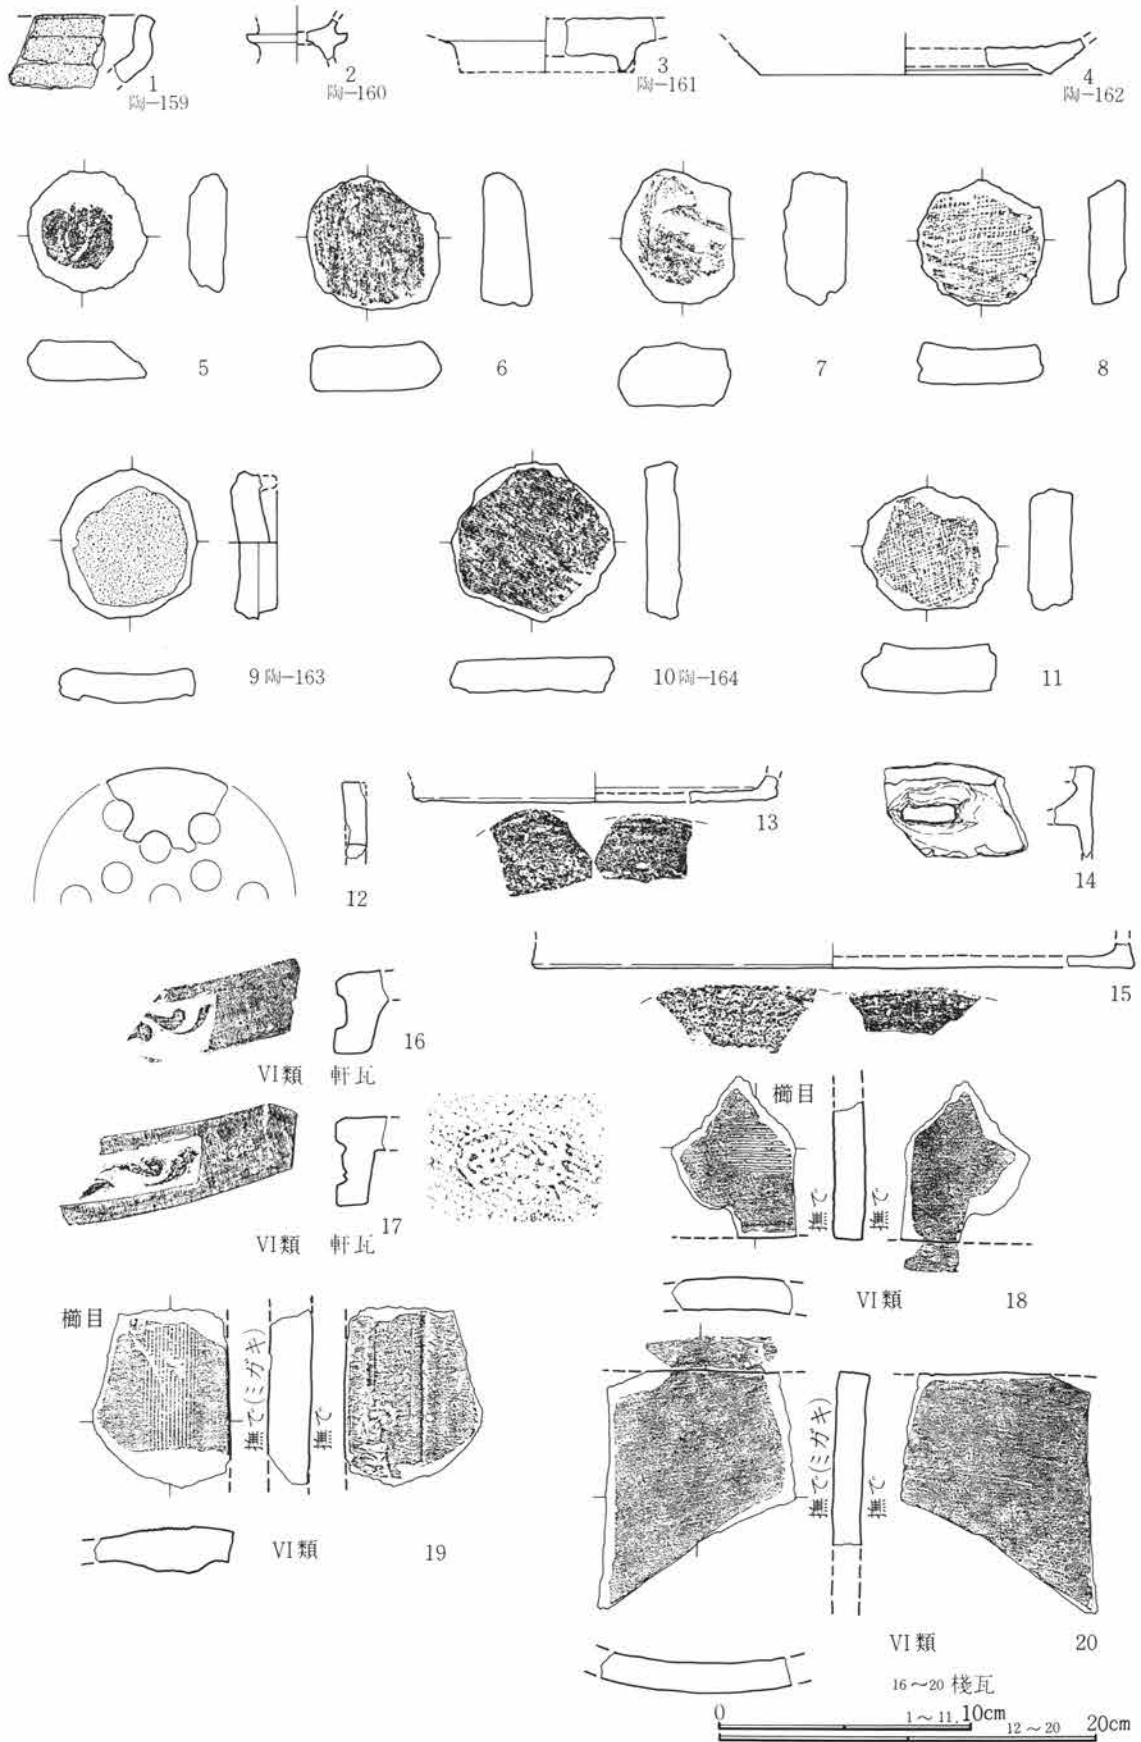 1
陶-159
2
陶-160
3
陶-161
4
陶-162
5
6
7
8
9 陶-163
10 陶-164
11
12
13
14
15
16
VI類 軒瓦
17
VI類 軒瓦
櫛目
撫で
撫で
VI類 18
櫛目
撫で(ミガキ)
撫で
VI類 19
撫で(ミガキ)
撫で
VI類 20
16～20 棧瓦
0 1～11. 10cm
12～20 20cm